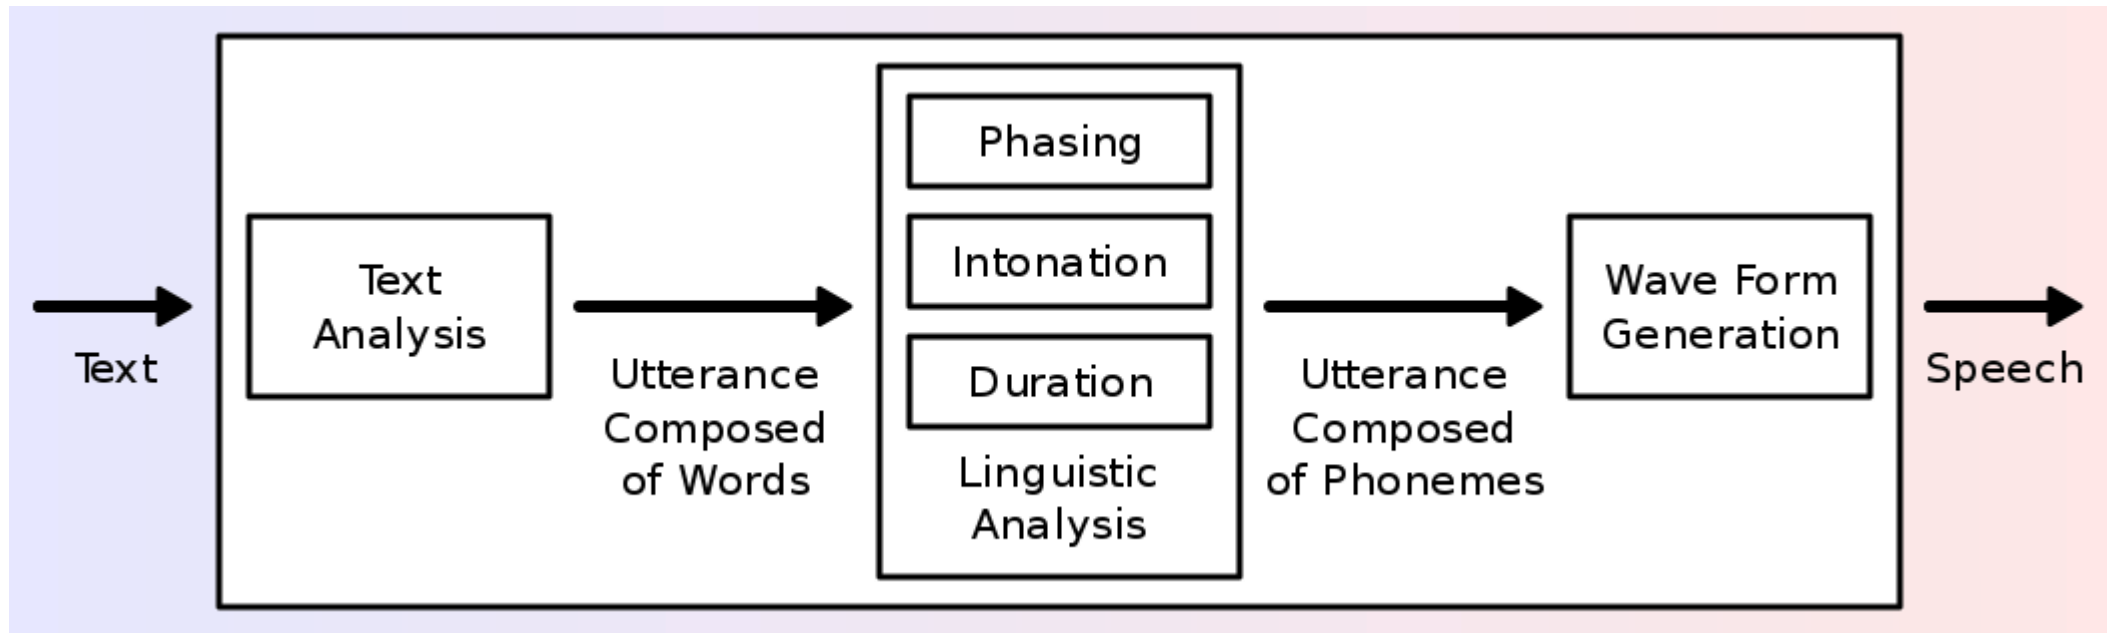 Text
Text
Analysis
Utterance
Composed
of Words
Phasing
Intonation
Duration
Linguistic
Analysis
Utterance
Composed
of Phonemes
Wave Form
Generation
Speech